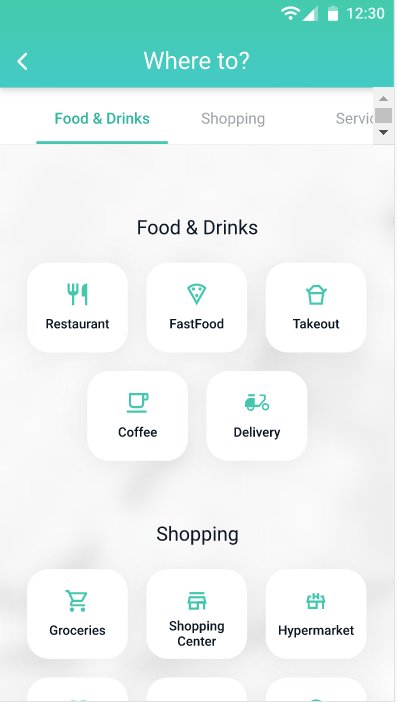 12:30
Where to?
Food & Drinks Shopping Servic
Food & Drinks
Restaurant FastFood Takeout
Coffee Delivery
Shopping
Groceries Shopping Center Hypermarket